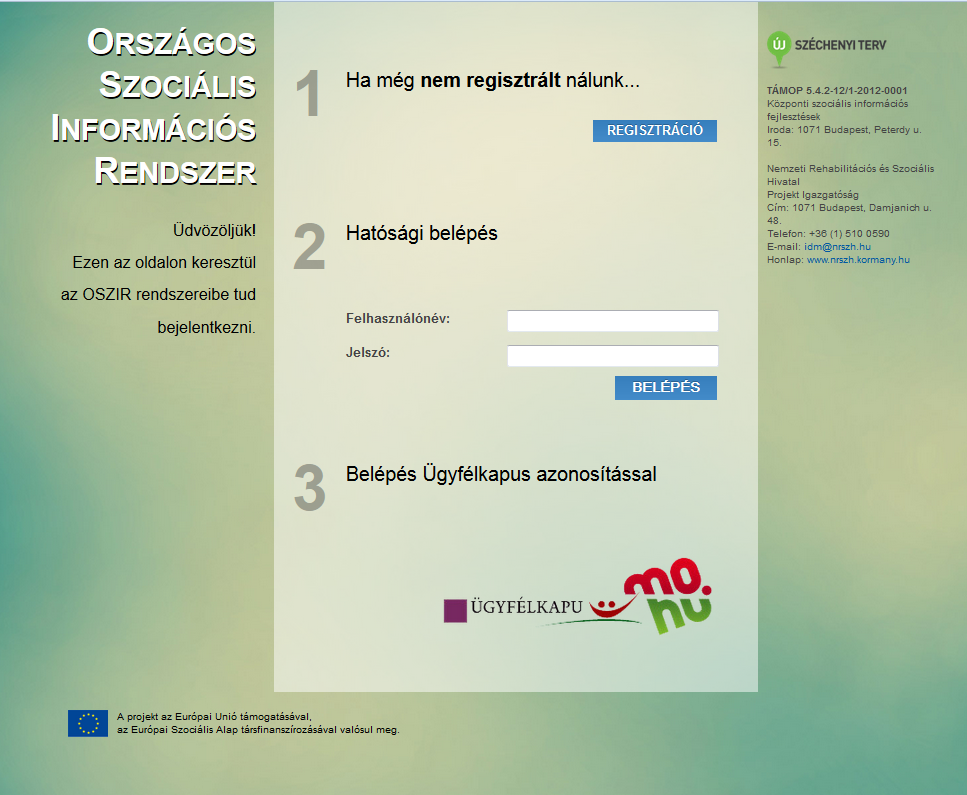 Országos
Szociális
Információs
Rendszer
Üdvözöljük!
Ezen az oldalon keresztül
az OSZIR rendszereibe tud
bejelentkezni.
1
Ha még nem regisztrált nálunk...
REGISZTRÁCIÓ
2
Hatósági belépés
Felhasználónév:
Jelszó:
BELÉPÉS
3
Belépés Ügyfélkapus azonosítással
ÜGYFÉLKAPU
mo.
hu
ÚJ SZÉCHENYI TERV
TÁMOP 5.4.2-12/1-2012-0001
Központi szociális információs
fejlesztések
Iroda: 1071 Budapest, Peterdy u.
15.
Nemzeti Rehabilitációs és Szociális
Hivatal
Projekt Igazgatóság
Cím: 1071 Budapest, Damjanich u.
48.
Telefon: +36 (1) 510 0590
E-mail: idm@nrszh.hu
Honlap: www.nrszh.kormany.hu
A projekt az Európai Unió támogatásával,
az Európai Szociális Alap társfinanszírozásával valósul meg.